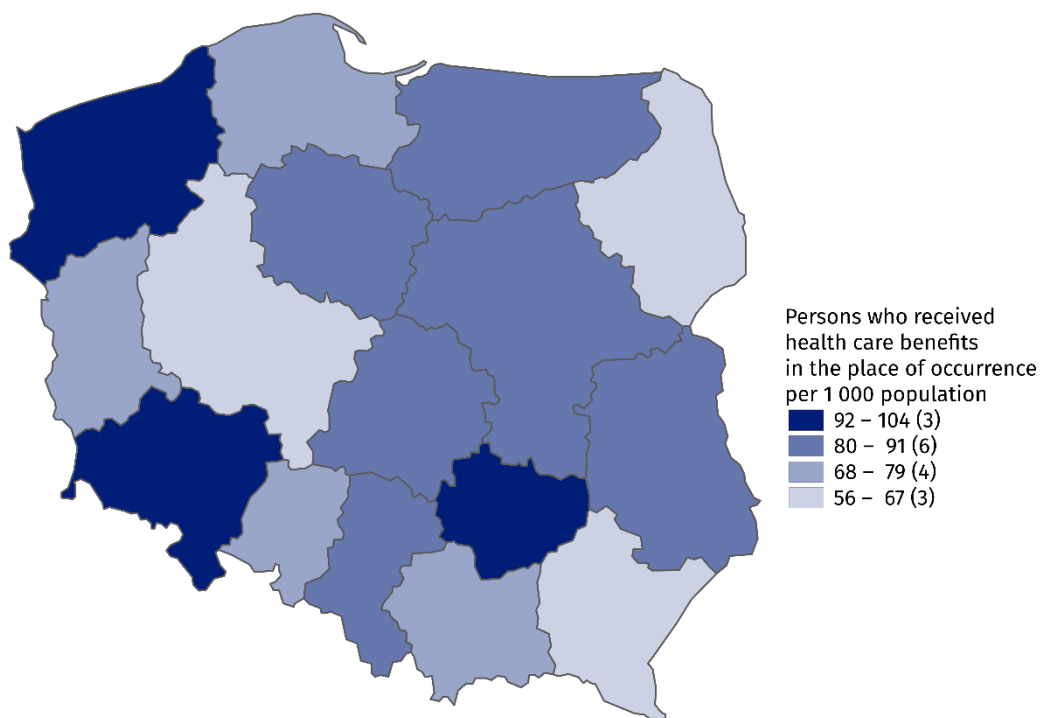 Persons who received
health care benefits
in the place of occurrence
per 1 000 population
92 – 104 (3)
80 – 91 (6)
68 – 79 (4)
56 – 67 (3)